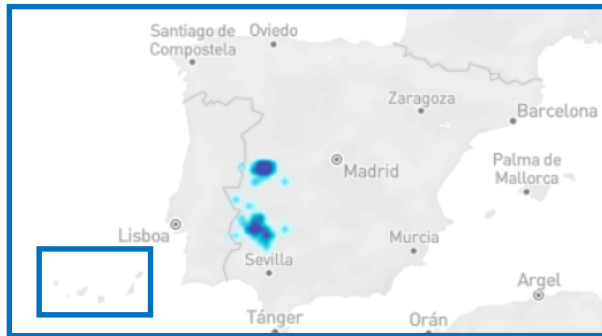 Santiago de
Compostela
Oviedo
Zaragoza
Barcelona
Madrid
Palma de
Mallorca
Lisboa
Murcia
Sevilla
Argel
Tánger
Orán